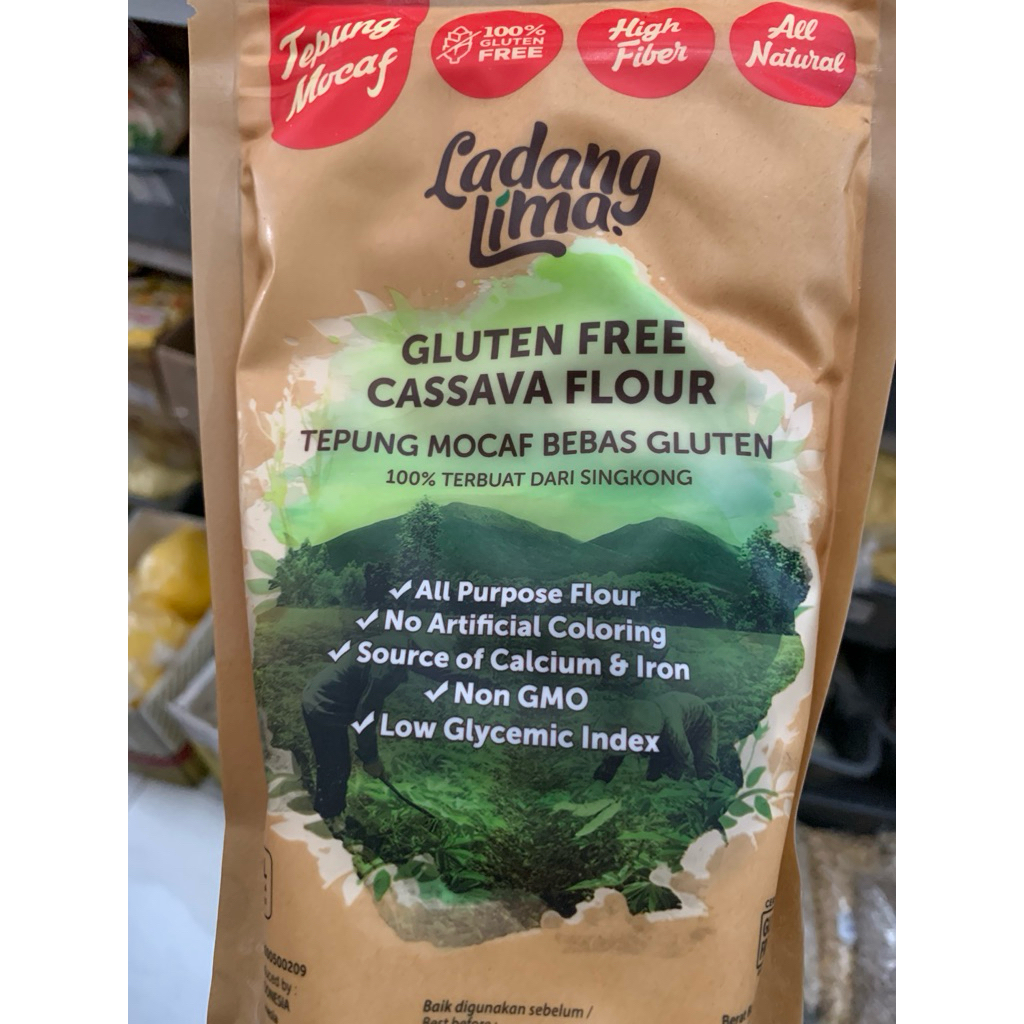 Tepung
Mocaf
100%
GLUTEN
FREE
High
Fiber
All
Natural
Ladang
Lima
GLUTEN FREE
CASSAVA FLOUR
TEPUNG MOCAF BEBAS GLUTEN
100% TERBUAT DARI SINGKONG
✓All Purpose Flour
✓No Artificial Coloring
✓Source of Calcium & Iron
✓Non GMO
✓Low Glycemic Index
Baik digunakan sebelum /
Best before :